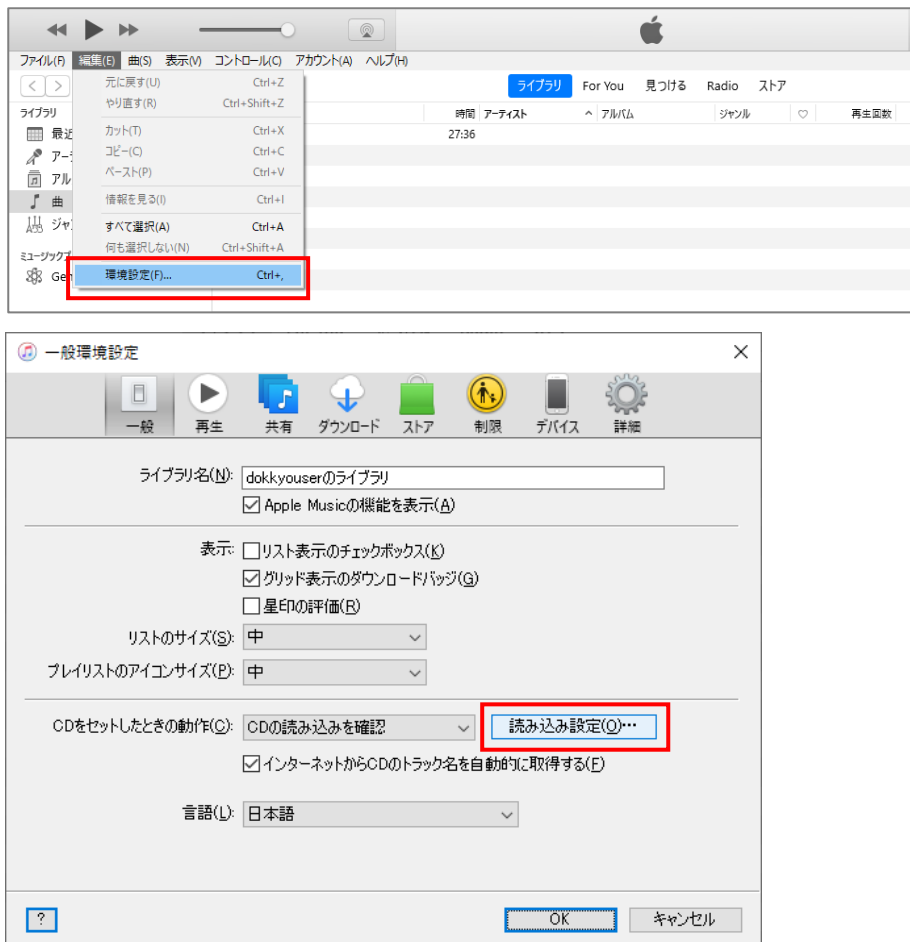 ファイル(F) 編集(E) 曲(S) 表示(V) コントロール(C) アカウント(A) ヘルプ(H)
元に戻す(U) Ctrl+Z
やり直す(R) Ctrl+Shift+Z
カット(T) Ctrl+X
コピー(C) Ctrl+C
ペースト(P) Ctrl+V
情報を見る(I) Ctrl+I
すべて選択(A) Ctrl+A
何も選択しない(N) Ctrl+Shift+A
環境設定(F)... Ctrl+,
ライブラリ For You 見つける Radio ストア
ライブラリ
最近
アー
アル
曲
ジャ
ミュージックプ
Gen
時間 アーティスト アルバム ジャンル 再生回数
27:36
一般環境設定
一般 再生 共有 ダウンロード ストア 制限 デバイス 詳細
ライブラリ名(N): dokkyouserのライブラリ
Apple Musicの機能を表示(A)
表示: リスト表示のチェックボックス(K)
グリッド表示のダウンロードバッジ(G)
星印の評価(R)
リストのサイズ(S): 中
プレイリストのアイコンサイズ(P): 中
CDをセットしたときの動作(C): CDの読み込みを確認 読み込み設定(O)…
インターネットからCDのトラック名を自動的に取得する(F)
言語(L): 日本語
? OK キャンセル